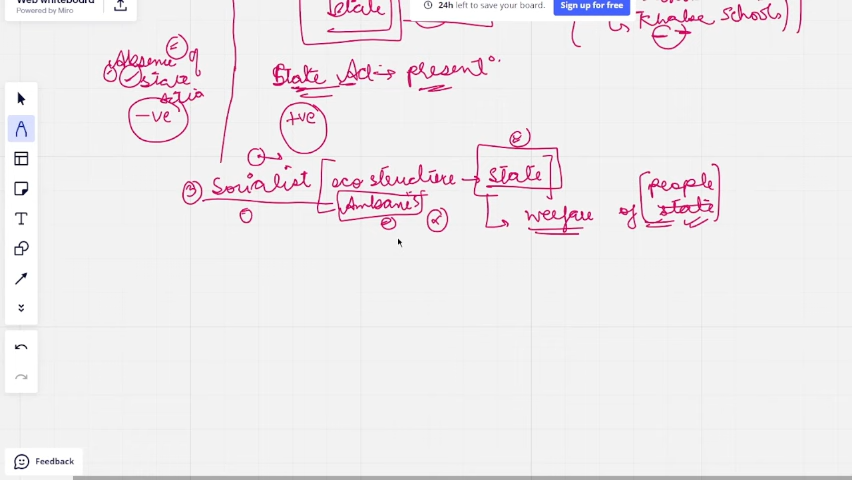 Web whiteboard
Powered by Miro
24h left to save your board.
Sign up for free
State
↳ Khalsa Schools
Absence of
State
State Act → present
-ve
+ve
③ Socialist [eco structure → State]
Ambanis
↳ welfare of [people
state]
T
Feedback